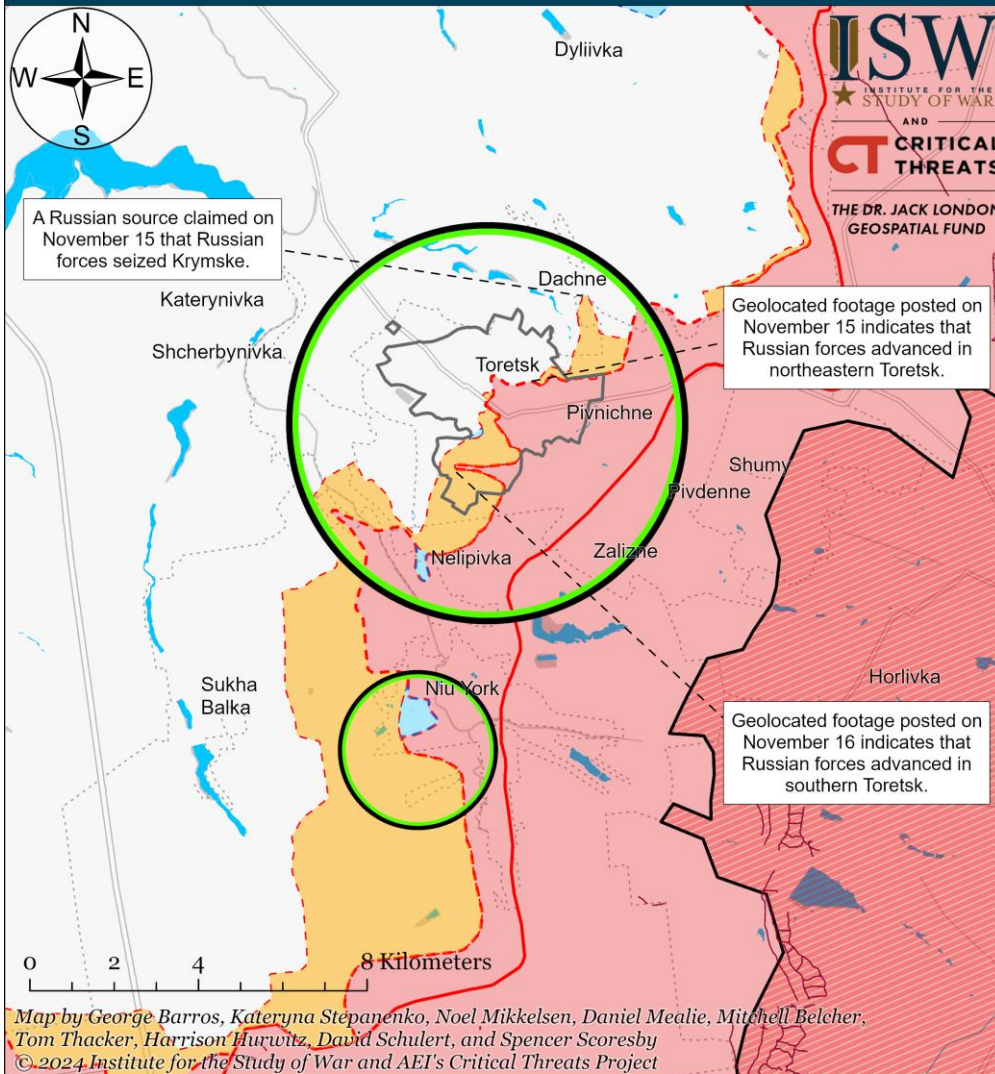 N
W E
S
Dyliivka
ISW
INSTITUTE FOR THE
STUDY OF WAR
AND
CT CRITICAL
THREATS
THE DR. JACK LONDON
GEOSPATIAL FUND
A Russian source claimed on
November 15 that Russian
forces seized Krymske.
Dachne
Katerynivka
Geolocated footage posted on
November 15 indicates that
Russian forces advanced in
northeastern Toretsk.
Shcherbynivka
Toretsk
Pivnichne
Shumy
Pivdenne
Zalizne
Nelipivka
Horlivka
Sukha
Balka
Niu York
Geolocated footage posted on
November 16 indicates that
Russian forces advanced in
southern Toretsk.
0 2 4 8 Kilometers
Map by George Barros, Kateryna Stepanenko, Noel Mikkelsen, Daniel Mealie, Mitchell Belcher,
Tom Thacker, Harrison Hurwitz, David Schulert, and Spencer Scoresby
© 2024 Institute for the Study of War and AEI's Critical Threats Project